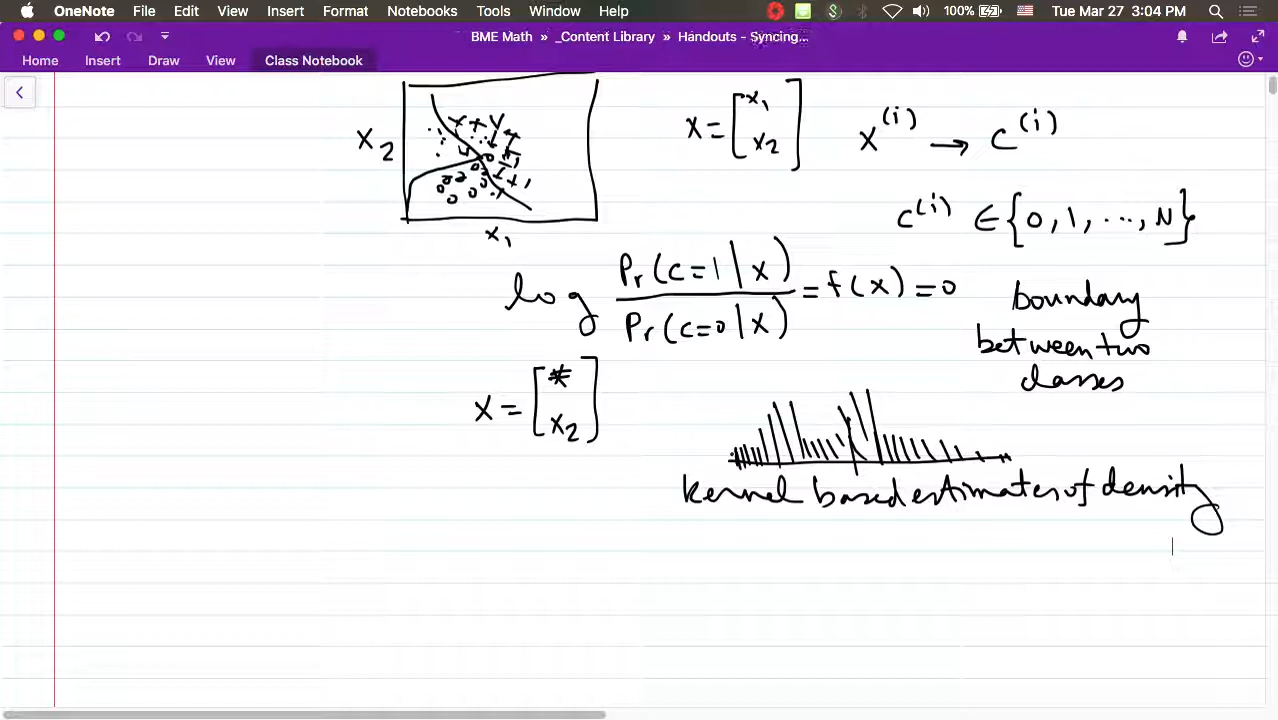 OneNote File Edit View Insert Format Notebooks Tools Window Help 100% Tue Mar 27 3:04 PM
BME Math » _Content Library » Handouts - Syncing...
Home Insert Draw View Class Notebook
x2
x1
x = [x1 x2]
x^(i) → c^(i)
c^(i) ∈ {0, 1, ..., N}
log Pr(c=1|x) / Pr(c=0|x) = f(x) = 0
boundary
between two
classes
x = [* x2]
kernel based estimates of density